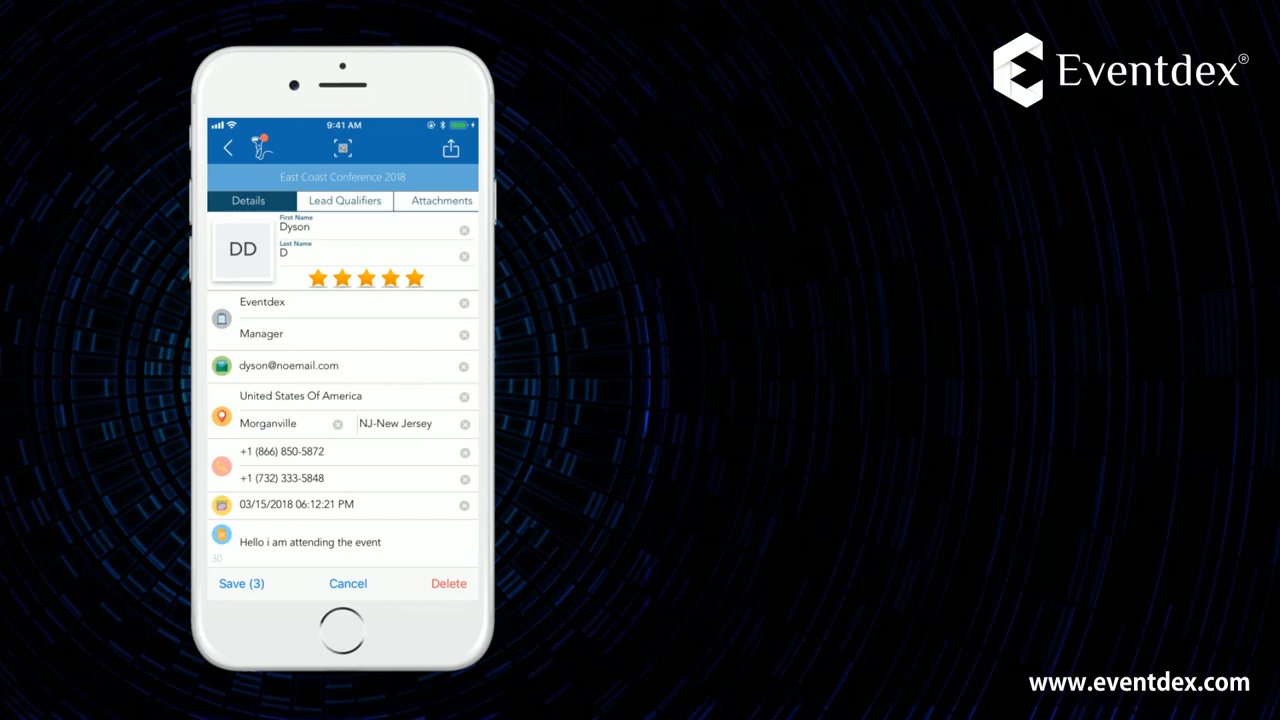 Eventdex®
9:41 AM
East Coast Conference 2018
Details Lead Qualifiers Attachments
First Name
Dyson
DD
Last Name
D
Eventdex
Manager
dyson@noemail.com
United States Of America
Morganville NJ-New Jersey
+1 (866) 850-5872
+1 (732) 333-5848
03/15/2018 06:12:21 PM
Hello i am attending the event
30
Save (3) Cancel Delete
www.eventdex.com